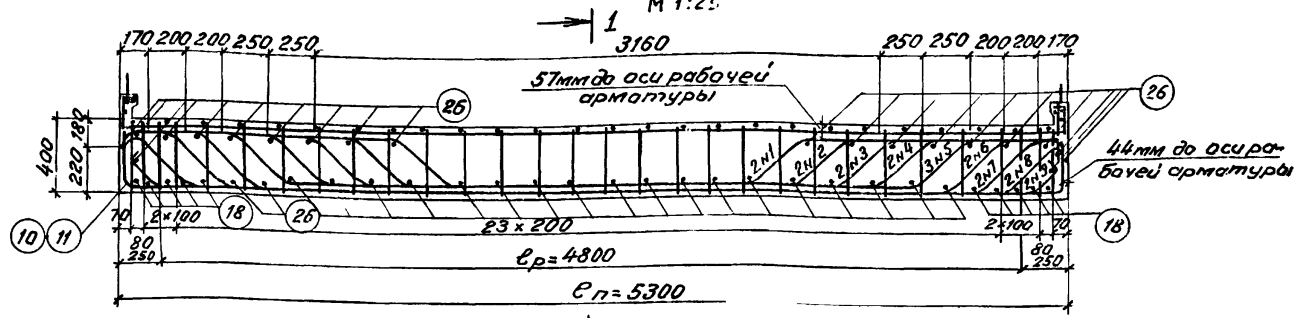 М 1:25
1
170 200 200 250 250 3160 250 250 200 200 170
57мм до оси рабочей
арматуры
26
26
400
180
220
2N1 2N2 2N3 2N4 3N5 2N6 2N7 2N8 2N9
44мм до оси ра-
бочей арматуры
10 11
70 2×100 18 26 23×200 2×100 70 18
80 80
250 ℓр=4800 250
ℓп=5300